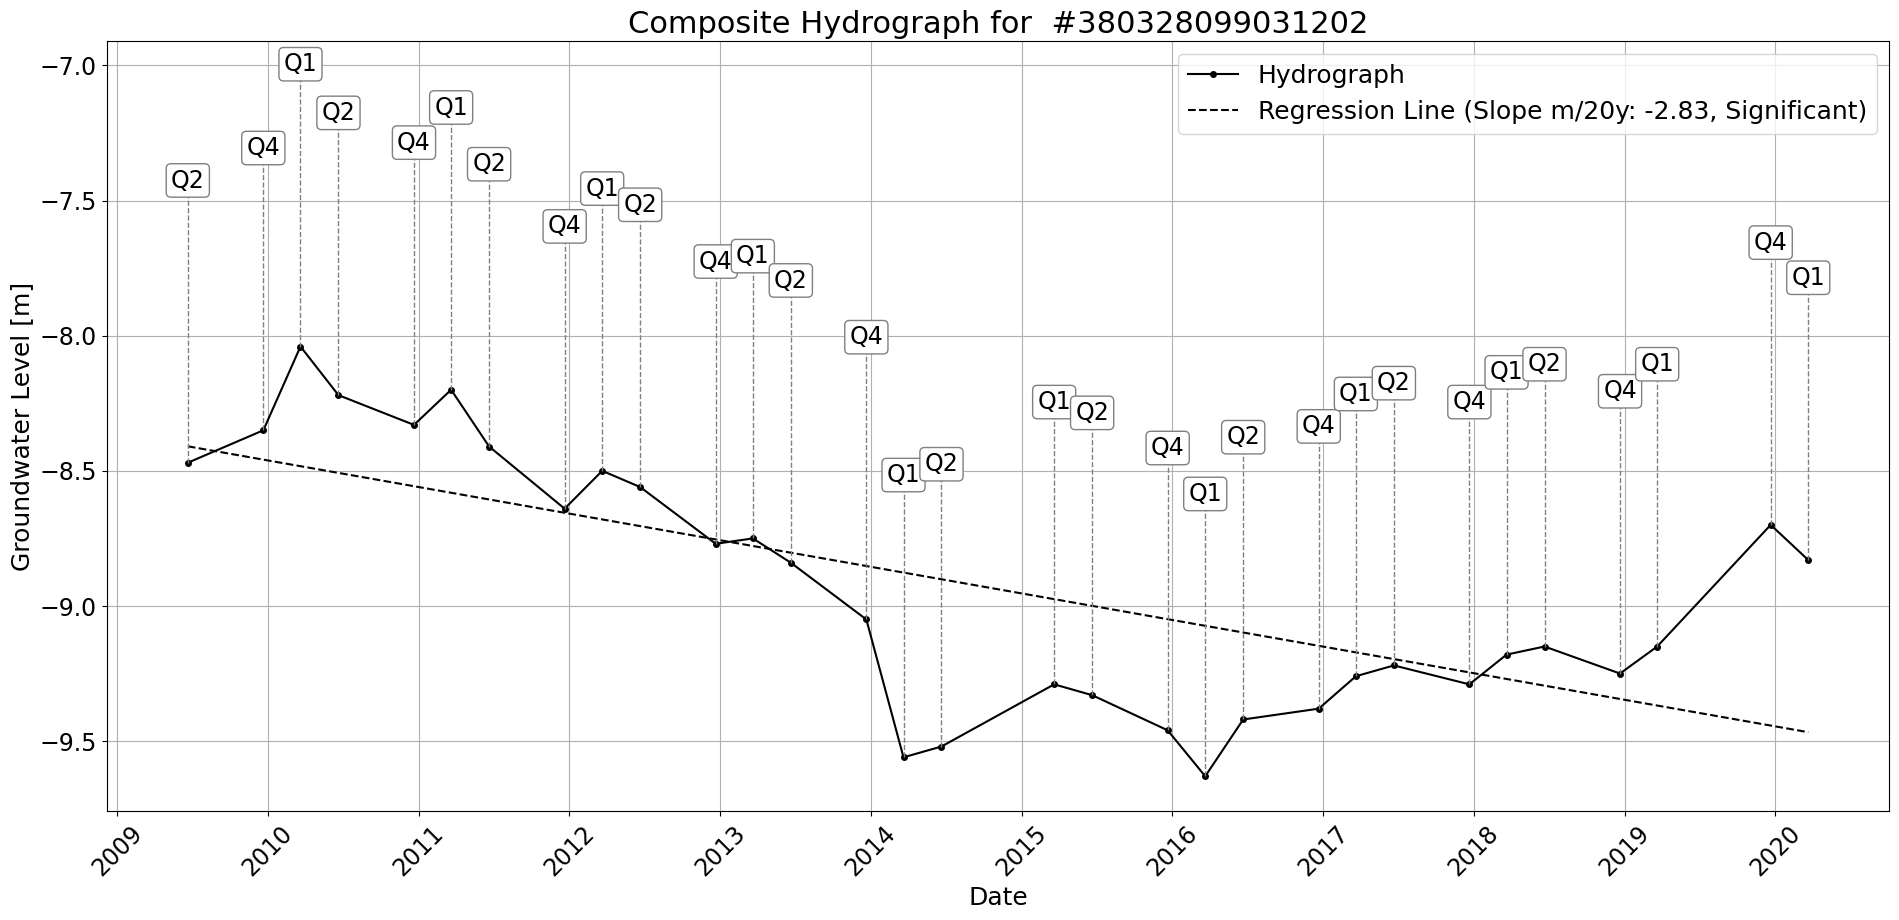 Composite Hydrograph for #380328099031202
Hydrograph
Regression Line (Slope m/20y: -2.83, Significant)
Groundwater Level [m]
−7.0
−7.5
−8.0
−8.5
−9.0
−9.5
Q2
Q4
Q1
Q2
Q4
Q1
Q2
Q4
Q1
Q2
Q4
Q1
Q2
Q4
Q1
Q2
Q1
Q2
Q4
Q1
Q2
Q4
Q1
Q2
Q4
Q1
Q2
Q4
Q1
Q4
Q1
2009
2010
2011
2012
2013
2014
2015
2016
2017
2018
2019
2020
Date